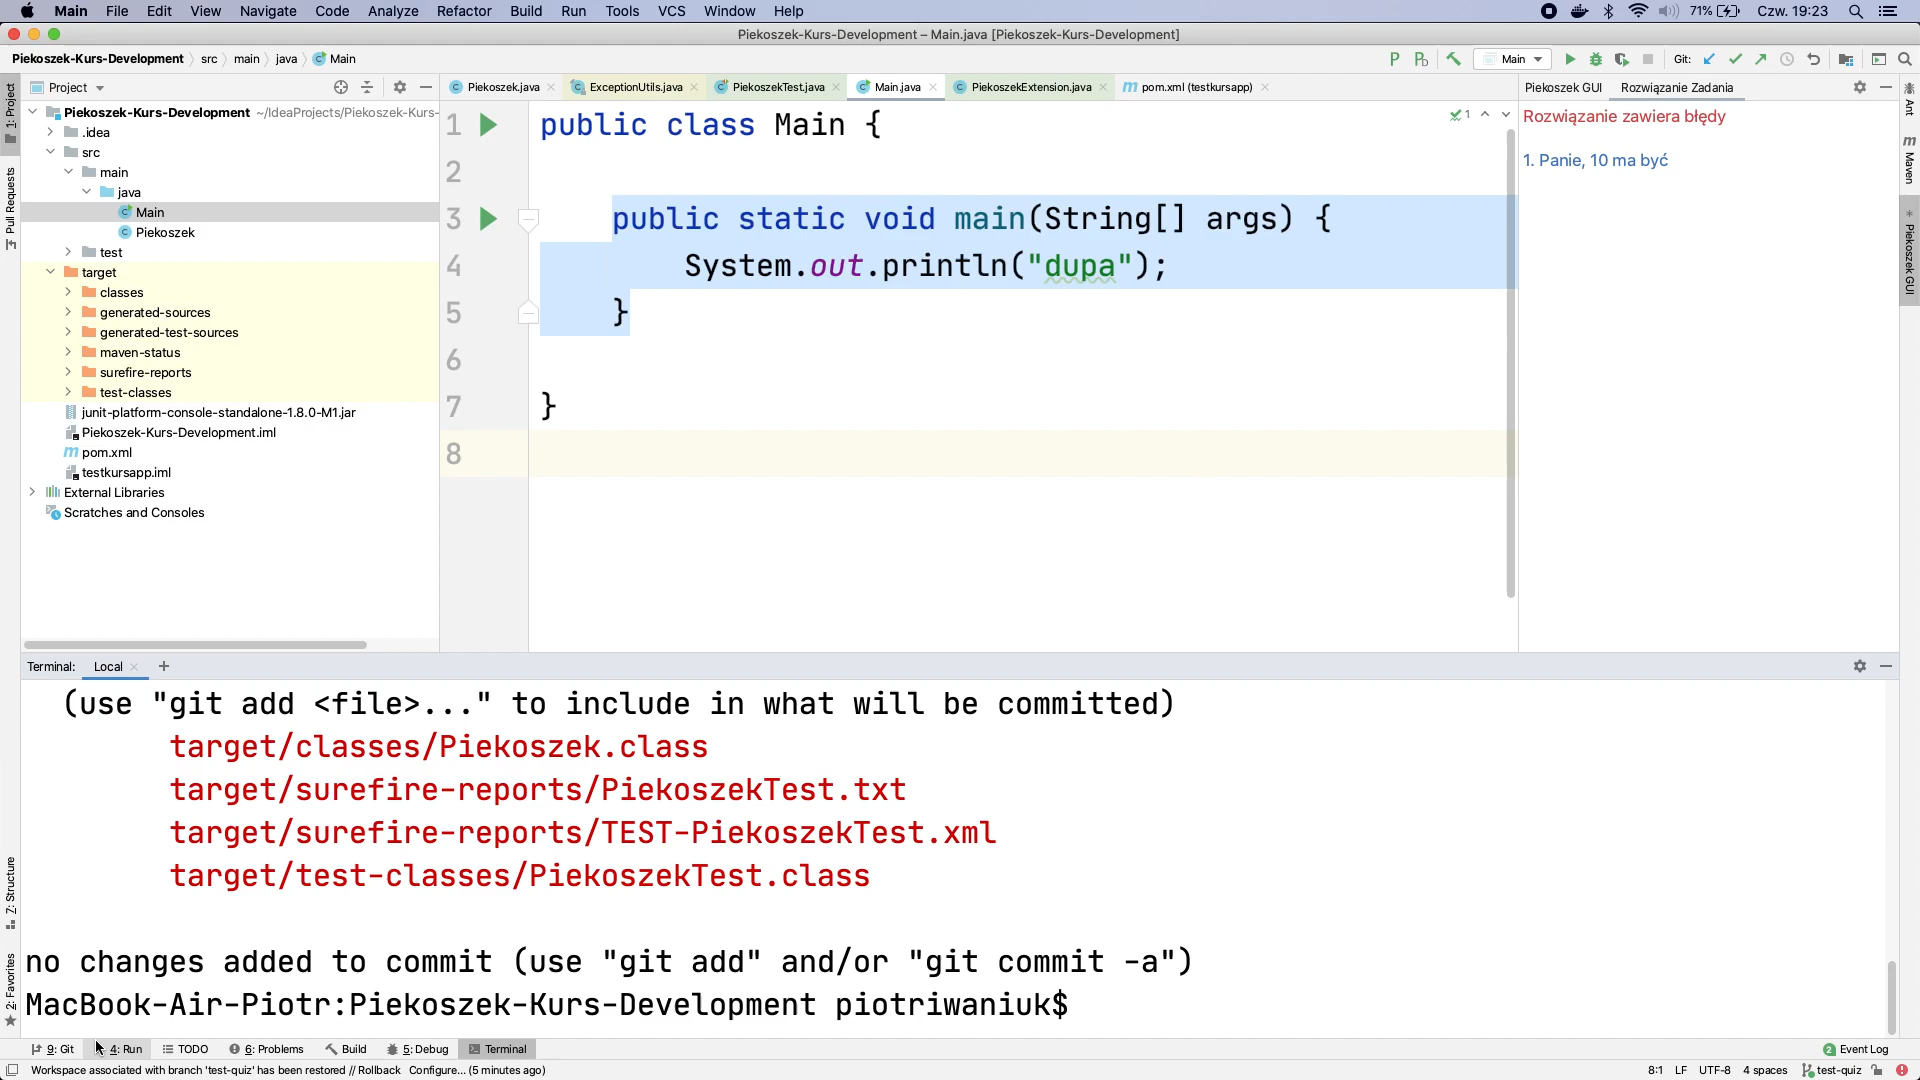 Main File Edit View Navigate Code Analyze Refactor Build Run Tools VCS Window Help 71% Czw. 19:23
Piekoszek-Kurs-Development – Main.java [Piekoszek-Kurs-Development]
Piekoszek-Kurs-Development src main java Main Main Git:
Project
Piekoszek.java ExceptionUtils.java PiekoszekTest.java Main.java PiekoszekExtension.java pom.xml (testkursapp)
Piekoszek GUI Rozwiązanie Zadania
1: Project
Pull Requests
Z: Structure
2: Favorites
Piekoszek-Kurs-Development ~/IdeaProjects/Piekoszek-Kurs-
.idea
src
main
java
Main
Piekoszek
test
target
classes
generated-sources
generated-test-sources
maven-status
surefire-reports
test-classes
junit-platform-console-standalone-1.8.0-M1.jar
Piekoszek-Kurs-Development.iml
pom.xml
testkursapp.iml
External Libraries
Scratches and Consoles
1 public class Main {
2
3 public static void main(String[] args) {
4 System.out.println("dupa");
5 }
6
7 }
8
1
Rozwiązanie zawiera błędy
1. Panie, 10 ma być
Ant
Maven
Piekoszek GUI
Terminal: Local +
(use "git add <file>..." to include in what will be committed)
target/classes/Piekoszek.class
target/surefire-reports/PiekoszekTest.txt
target/surefire-reports/TEST-PiekoszekTest.xml
target/test-classes/PiekoszekTest.class
no changes added to commit (use "git add" and/or "git commit -a")
MacBook-Air-Piotr:Piekoszek-Kurs-Development piotriwaniuk$
9: Git 4: Run TODO 6: Problems Build 5: Debug Terminal 2 Event Log
Workspace associated with branch 'test-quiz' has been restored // Rollback Configure... (5 minutes ago) 8:1 LF UTF-8 4 spaces test-quiz